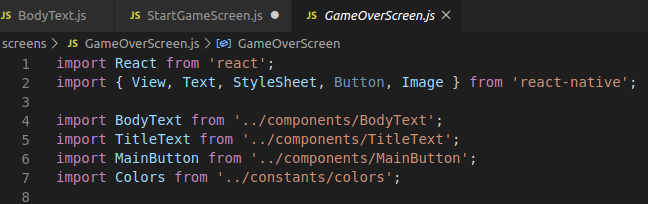 JS BodyText.js JS StartGameScreen.js ● JS GameOverScreen.js ×
screens > JS GameOverScreen.js > GameOverScreen
1 import React from 'react';
2 import { View, Text, StyleSheet, Button, Image } from 'react-native';
3
4 import BodyText from '../components/BodyText';
5 import TitleText from '../components/TitleText';
6 import MainButton from '../components/MainButton';
7 import Colors from '../constants/colors';
8